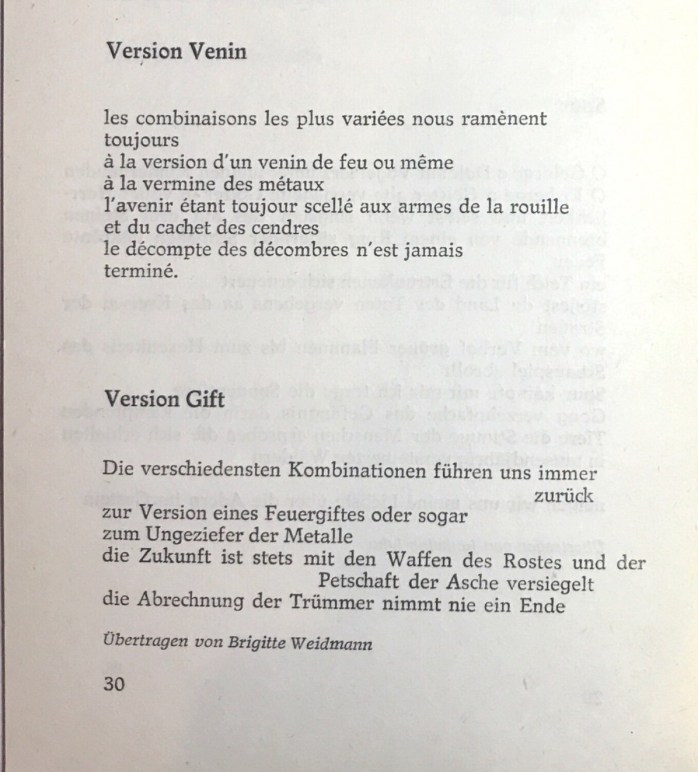 Version Venin
les combinaisons les plus variées nous ramènent
toujours
à la version d'un venin de feu ou même
à la vermine des métaux
l'avenir étant toujour scellé aux armes de la rouille
et du cachet des cendres
le décompte des décombres n'est jamais
terminé.
Version Gift
Die verschiedensten Kombinationen führen uns immer
zurück
zur Version eines Feuergiftes oder sogar
zum Ungeziefer der Metalle
die Zukunft ist stets mit den Waffen des Rostes und der
Petschaft der Asche versiegelt
die Abrechnung der Trümmer nimmt nie ein Ende
Übertragen von Brigitte Weidmann
30